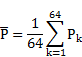 P̅ = 1/64 ∑_{k=1}^{64} P_k